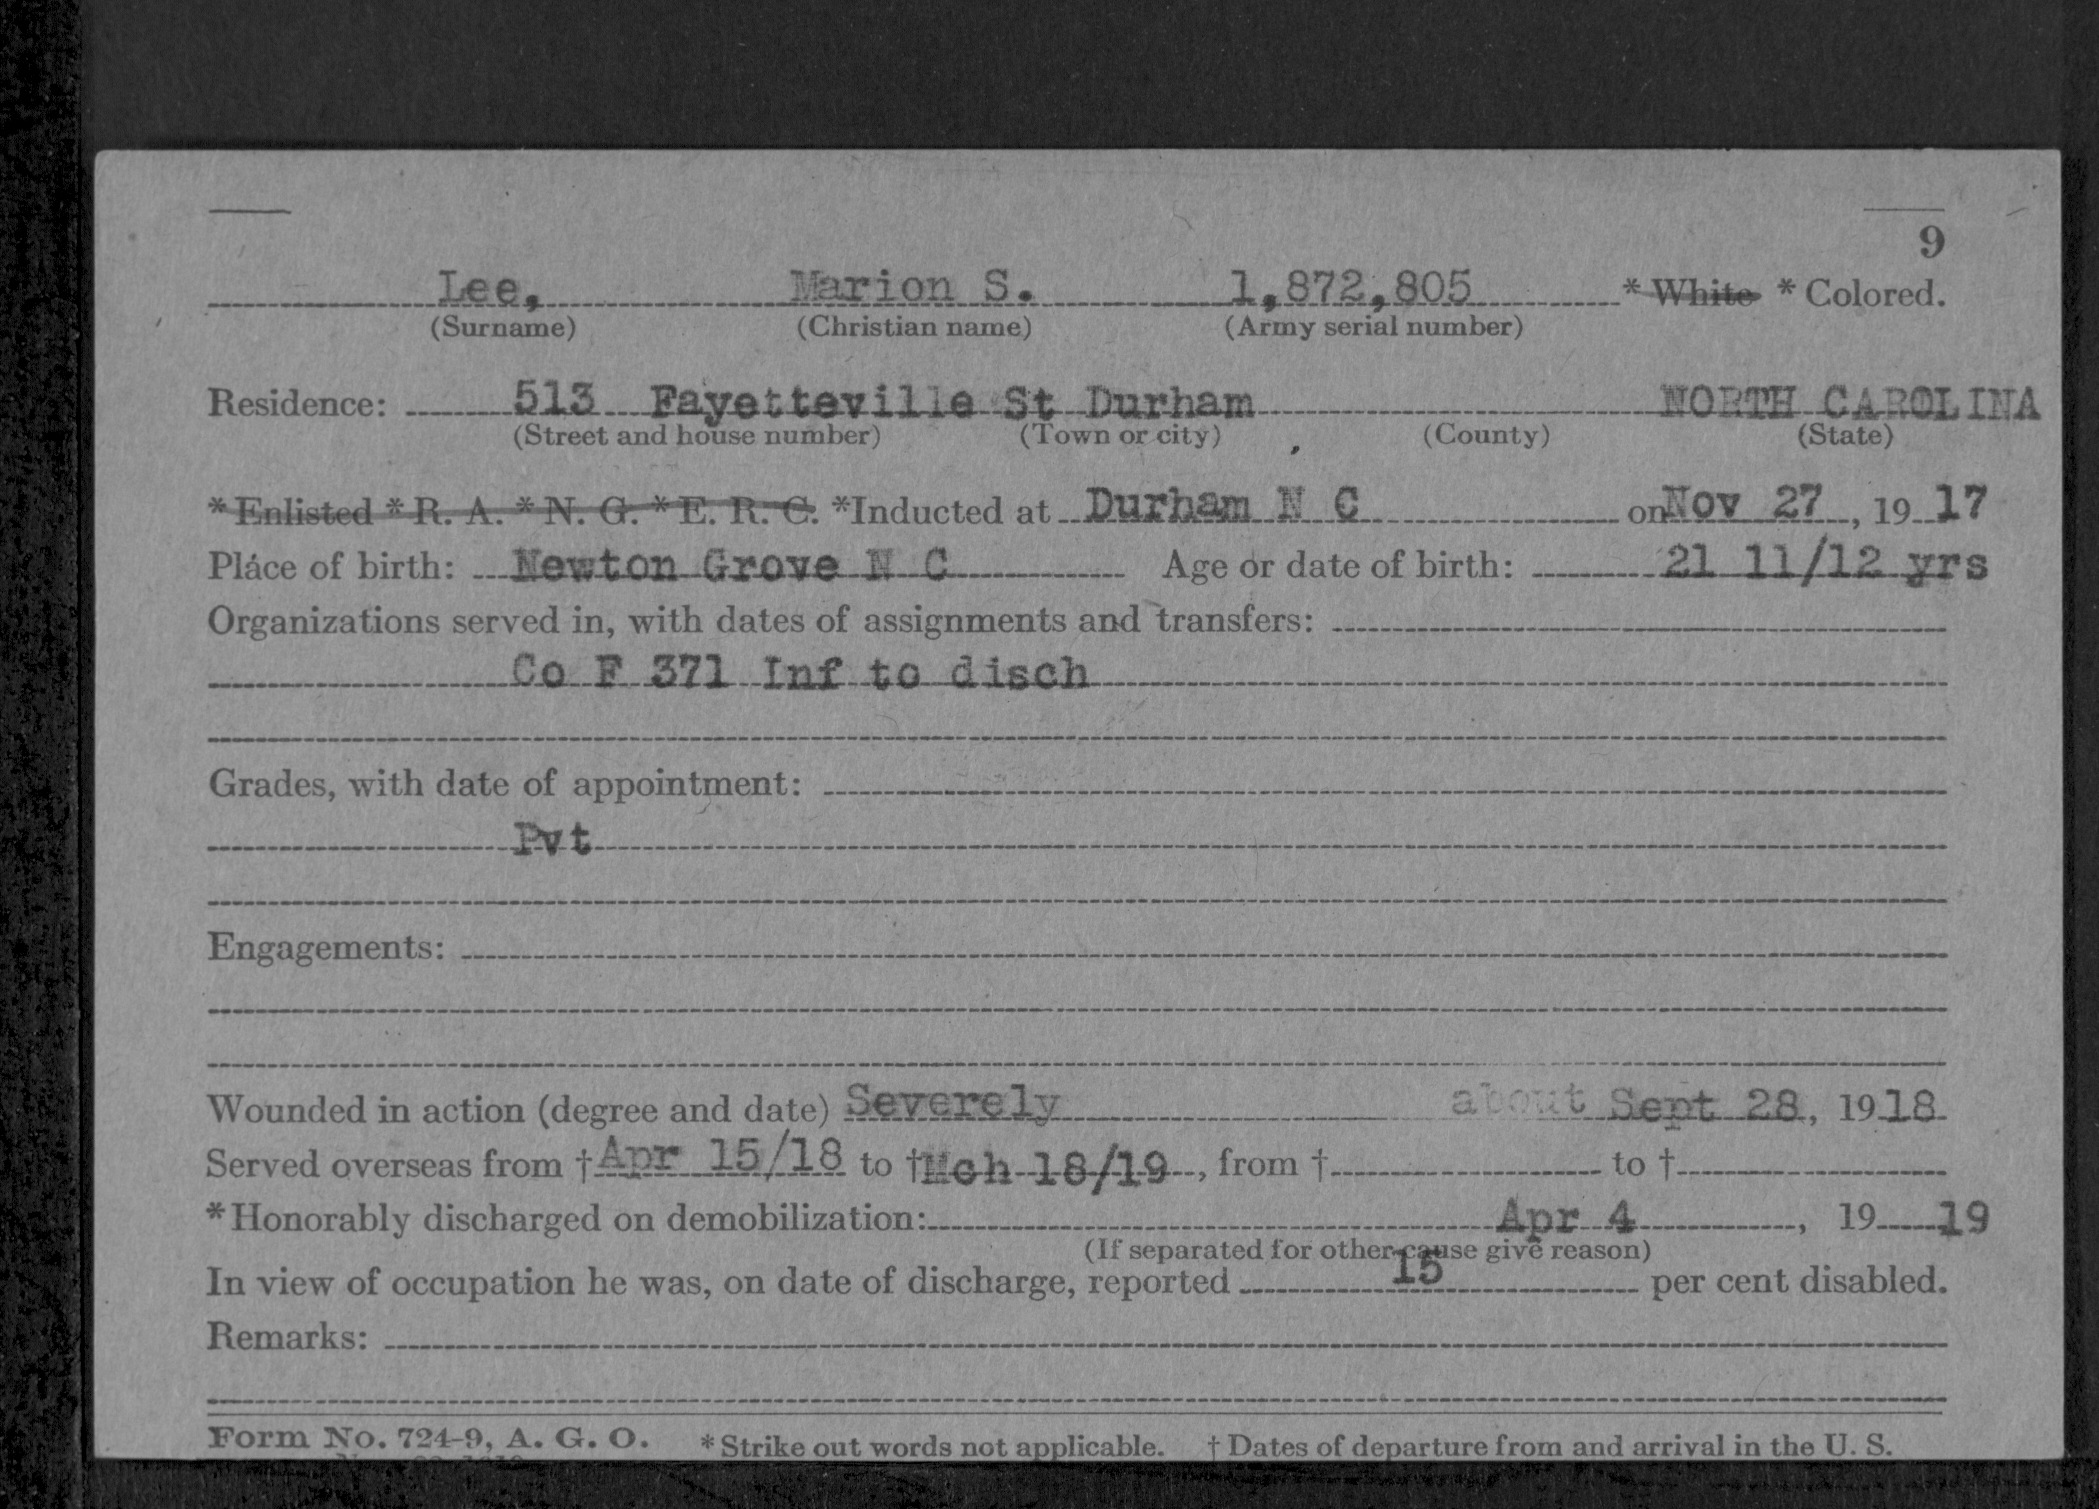 9
Lee, Marion S. 1,872,805 * White * Colored.
(Surname) (Christian name) (Army serial number)
Residence: 513 Fayetteville St Durham NORTH CAROLINA
(Street and house number) (Town or city) (County) (State)
* Enlisted * R. A. * N. G. * E. R. C. *Inducted at Durham N C on Nov 27, 19 17
Place of birth: Newton Grove N C Age or date of birth: 21 11/12 yrs
Organizations served in, with dates of assignments and transfers:
Co F 371 Inf to disch
Grades, with date of appointment:
Pvt
Engagements:
Wounded in action (degree and date) Severely about Sept 28, 1918
Served overseas from † Apr 15/18 to † Mch 18/19, from † to †
* Honorably discharged on demobilization: Apr 4, 19 19
(If separated for other cause give reason)
In view of occupation he was, on date of discharge, reported 15 per cent disabled.
Remarks:
Form No. 724-9, A. G. O. * Strike out words not applicable. † Dates of departure from and arrival in the U. S.